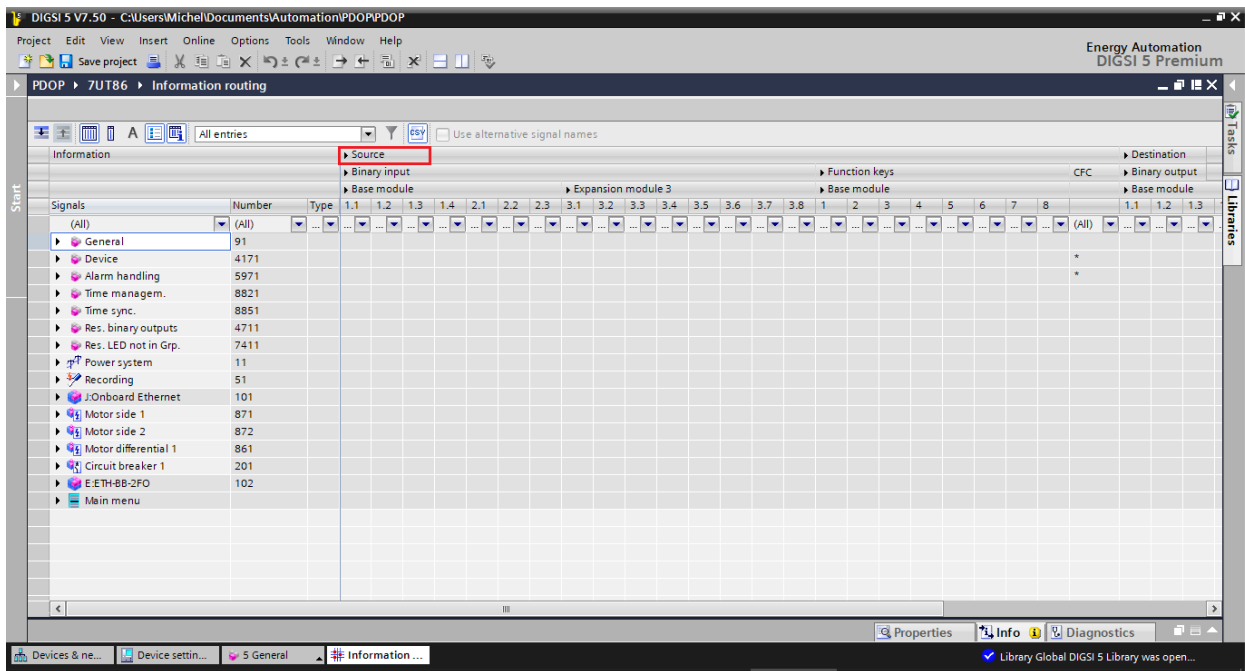 DIGSI 5 V7.50 - C:\Users\Michel\Documents\Automation\PDOP\PDOP
Project Edit View Insert Online Options Tools Window Help
Energy Automation
DIGSI 5 Premium
Save project
PDOP 7UT86 Information routing
All entries CSV Use alternative signal names
Information Source Destination
Binary input Function keys CFC Binary output
Base module Expansion module 3 Base module Base module
Signals Number Type 1.1 1.2 1.3 1.4 2.1 2.2 2.3 3.1 3.2 3.3 3.4 3.5 3.6 3.7 3.8 1 2 3 4 5 6 7 8 1.1 1.2 1.3
(All) (All) ... ... ... ... ... ... ... ... ... ... ... ... ... ... ... ... ... ... ... ... ... ... ... ... (All) ... ... ...
General 91
Device 4171 *
Alarm handling 5971 *
Time managem. 8821
Time sync. 8851
Res. binary outputs 4711
Res. LED not in Grp. 7411
Power system 11
Recording 51
J:Onboard Ethernet 101
Motor side 1 871
Motor side 2 872
Motor differential 1 861
Circuit breaker 1 201
E:ETH-BB-2FO 102
Main menu
Start
Tasks
Libraries
Properties Info Diagnostics
Devices & ne... Device settin... 5 General Information ... Library Global DIGSI 5 Library was open...